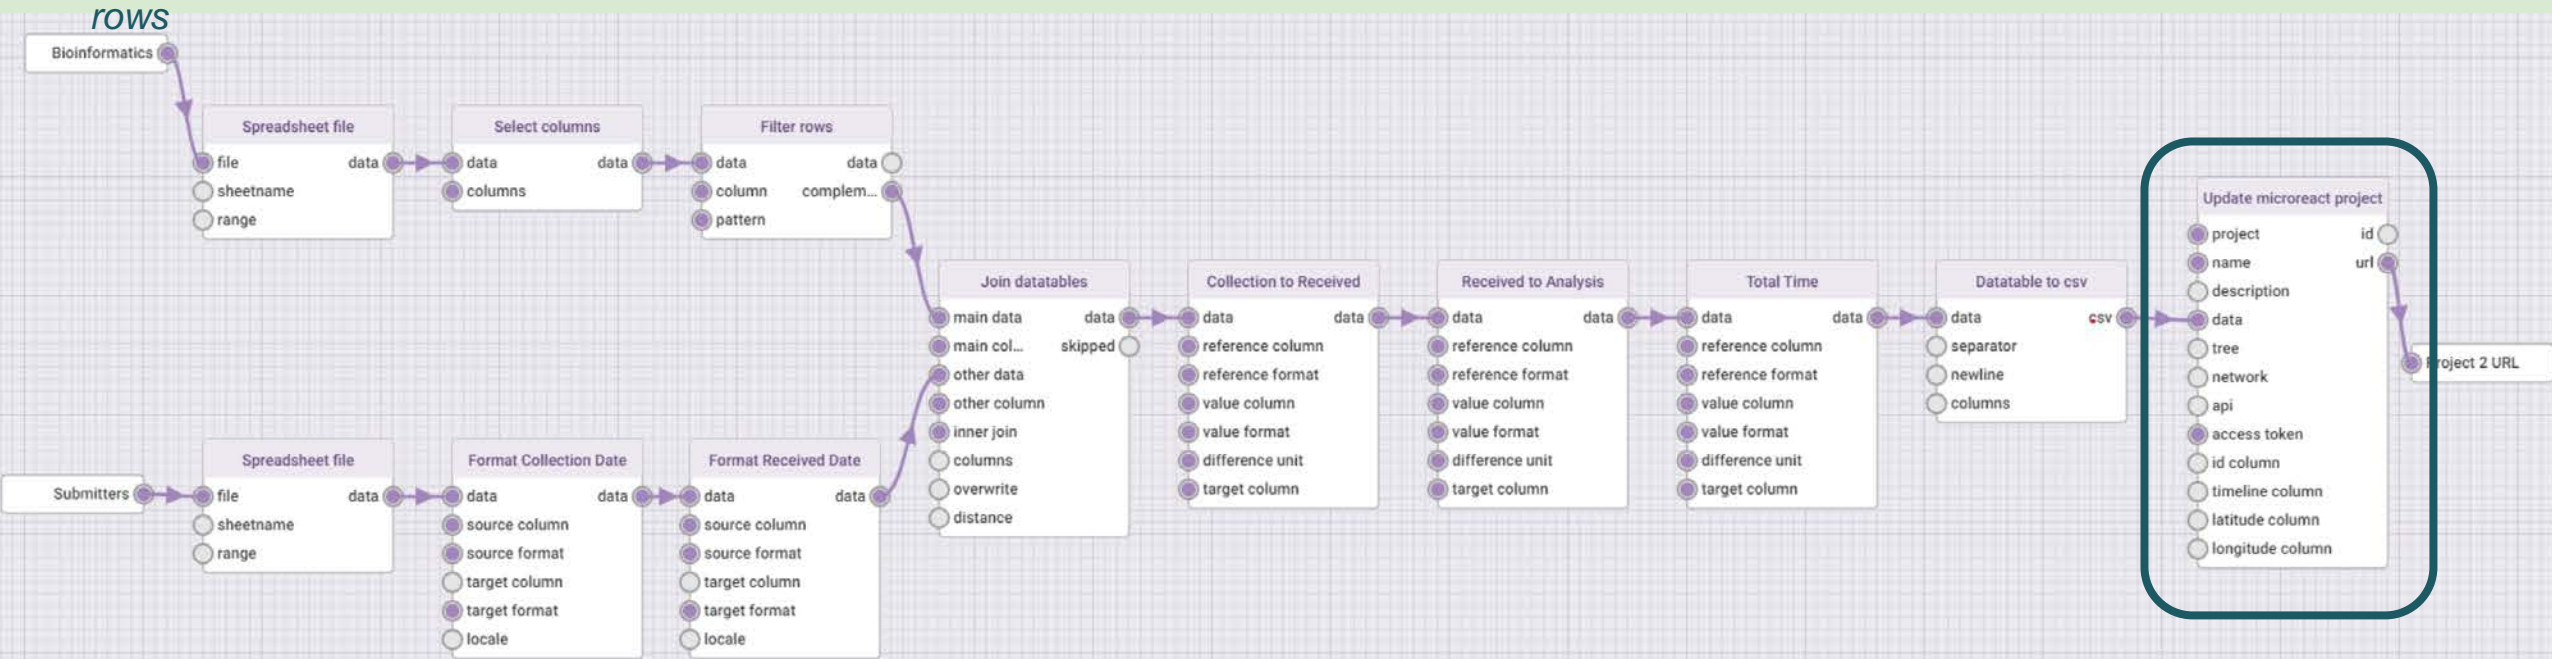 rows
Bioinformatics
Spreadsheet file
file data
sheetname
range
Select columns
data data
columns
Filter rows
data data
column complem...
pattern
Submitters
Spreadsheet file
file data
sheetname
range
Format Collection Date
data data
source column
source format
target column
target format
locale
Format Received Date
data data
source column
source format
target column
target format
locale
Join datatables
main data data
main col... skipped
other data
other column
inner join
columns
overwrite
distance
Collection to Received
data data
reference column
reference format
value column
value format
difference unit
target column
Received to Analysis
data data
reference column
reference format
value column
value format
difference unit
target column
Total Time
data data
reference column
reference format
value column
value format
difference unit
target column
Datatable to csv
data csv
separator
newline
columns
Update microreact project
project id
name url
description
data
tree
network
api
access token
id column
timeline column
latitude column
longitude column
Project 2 URL